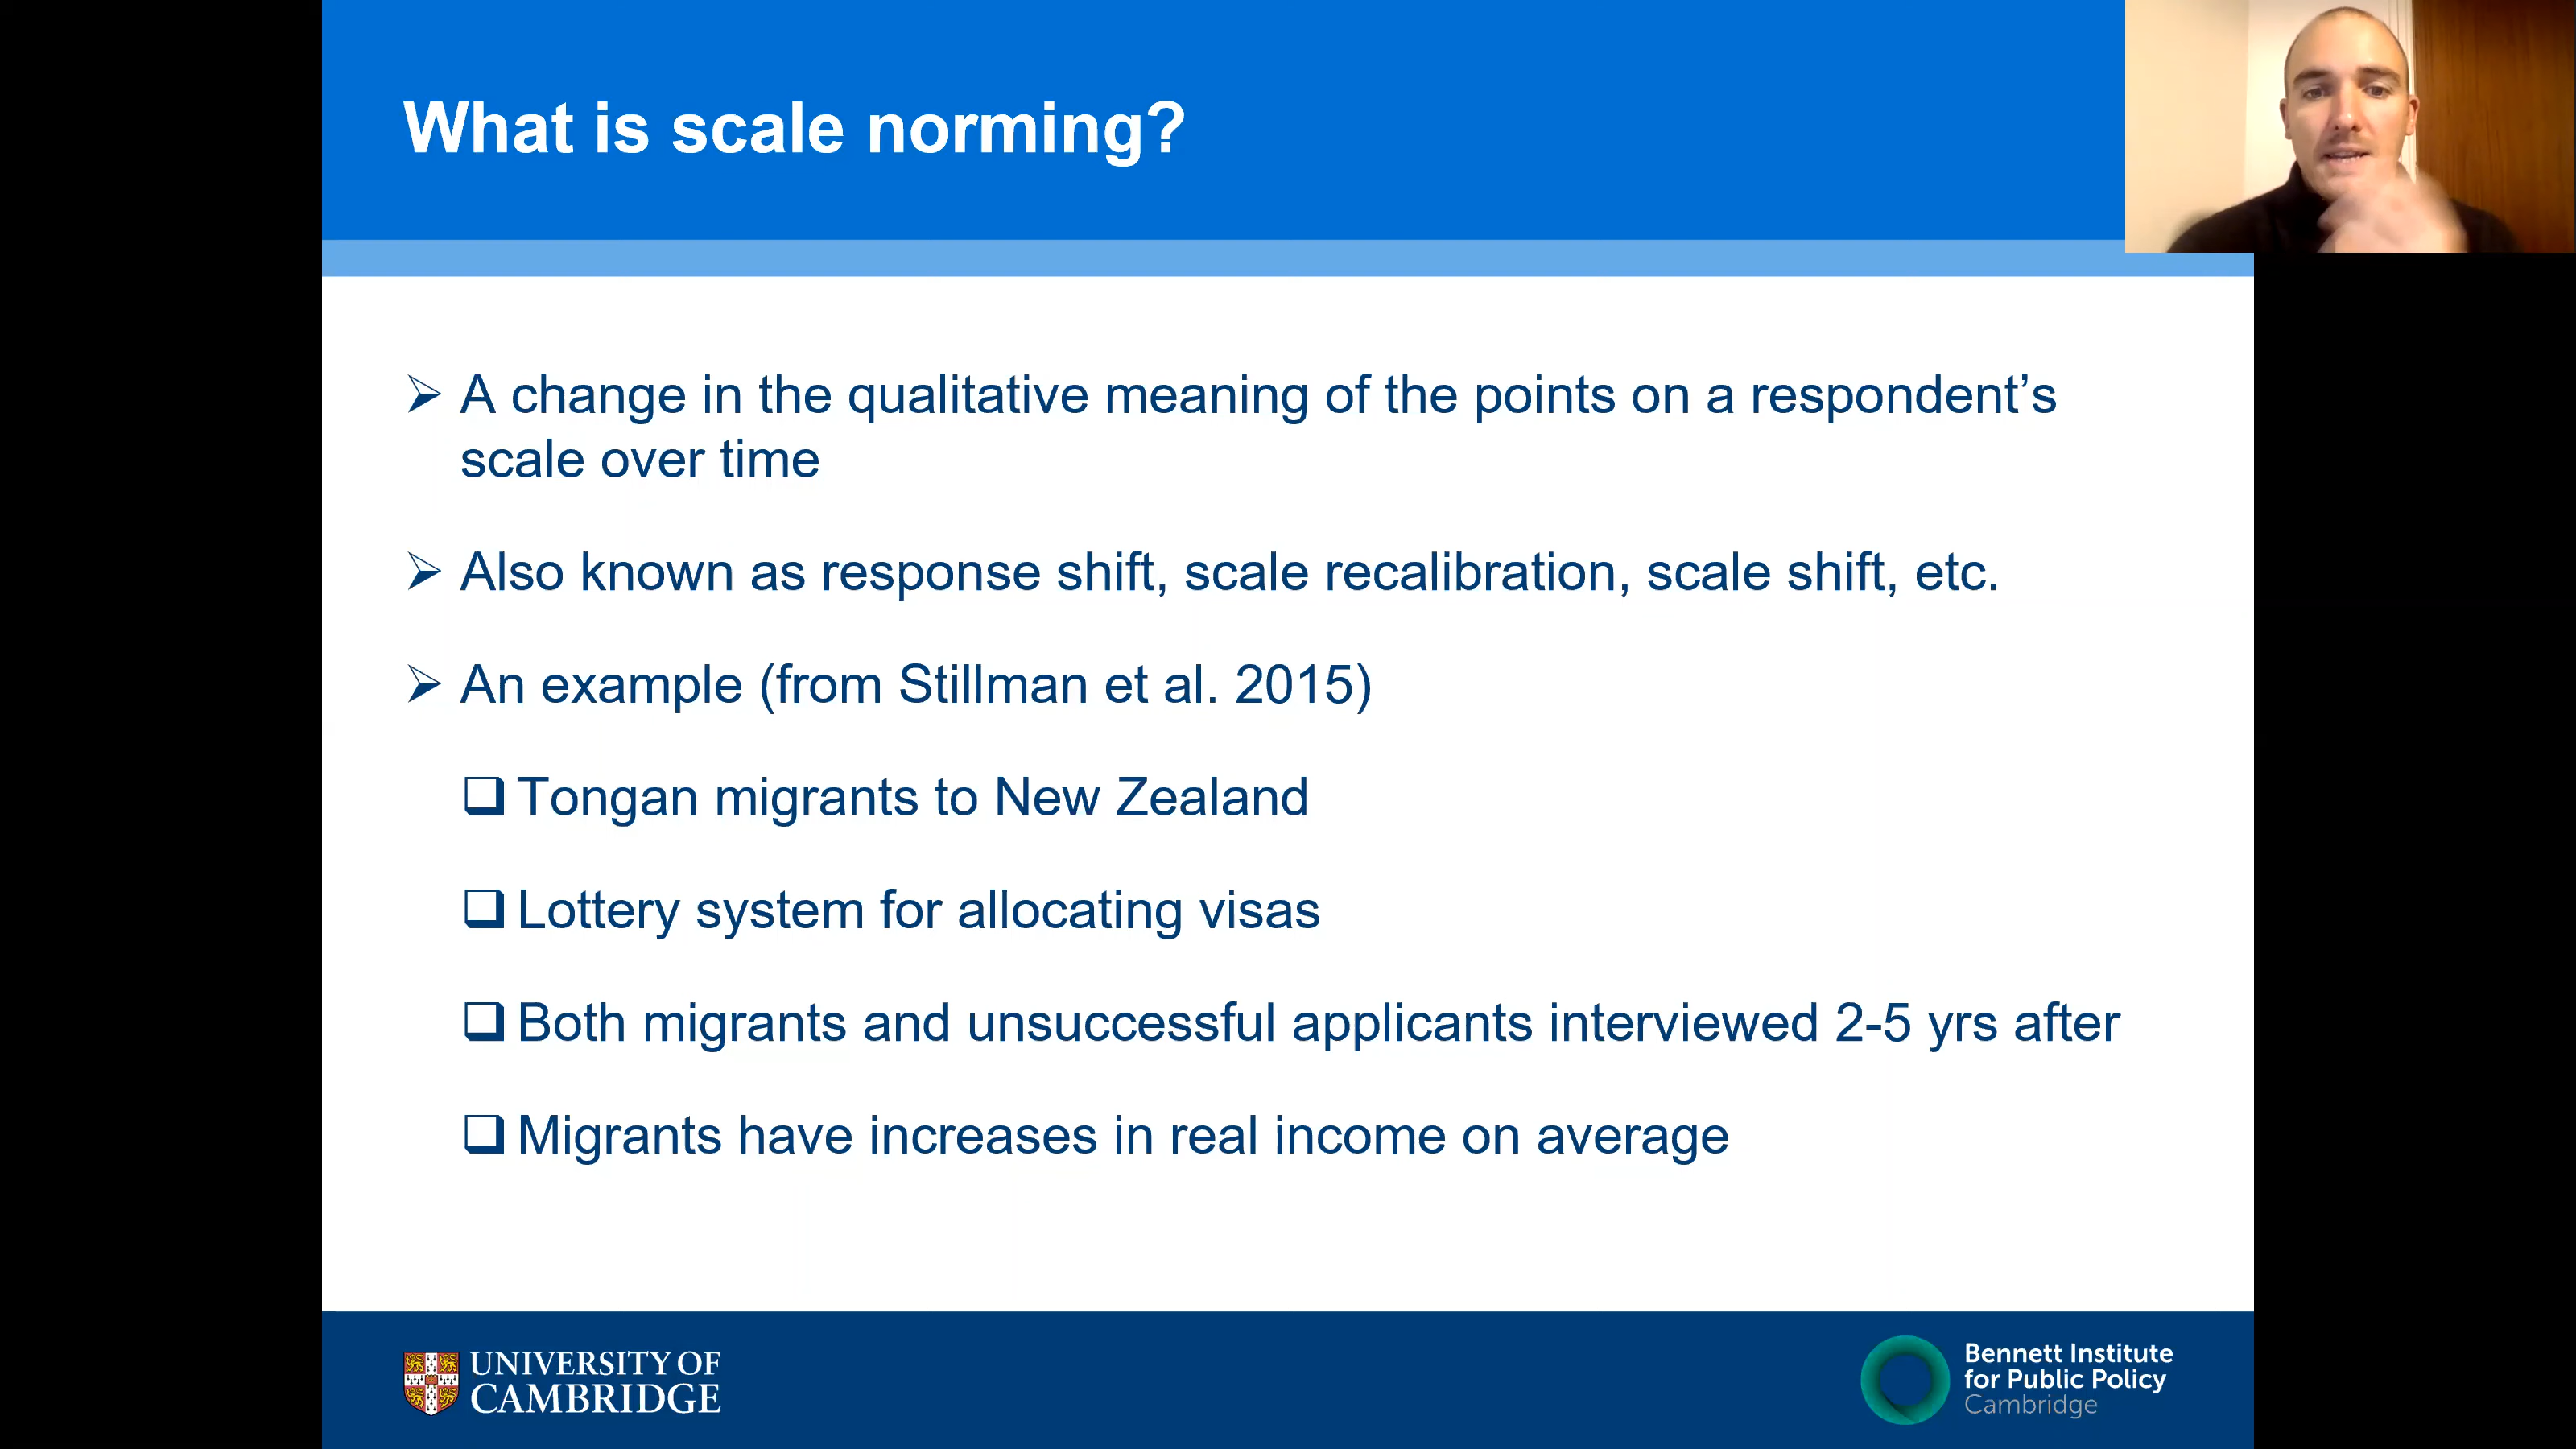 What is scale norming?
A change in the qualitative meaning of the points on a respondent’s
scale over time
Also known as response shift, scale recalibration, scale shift, etc.
An example (from Stillman et al. 2015)
Tongan migrants to New Zealand
Lottery system for allocating visas
Both migrants and unsuccessful applicants interviewed 2-5 yrs after
Migrants have increases in real income on average
UNIVERSITY OF
CAMBRIDGE
Bennett Institute
for Public Policy
Cambridge